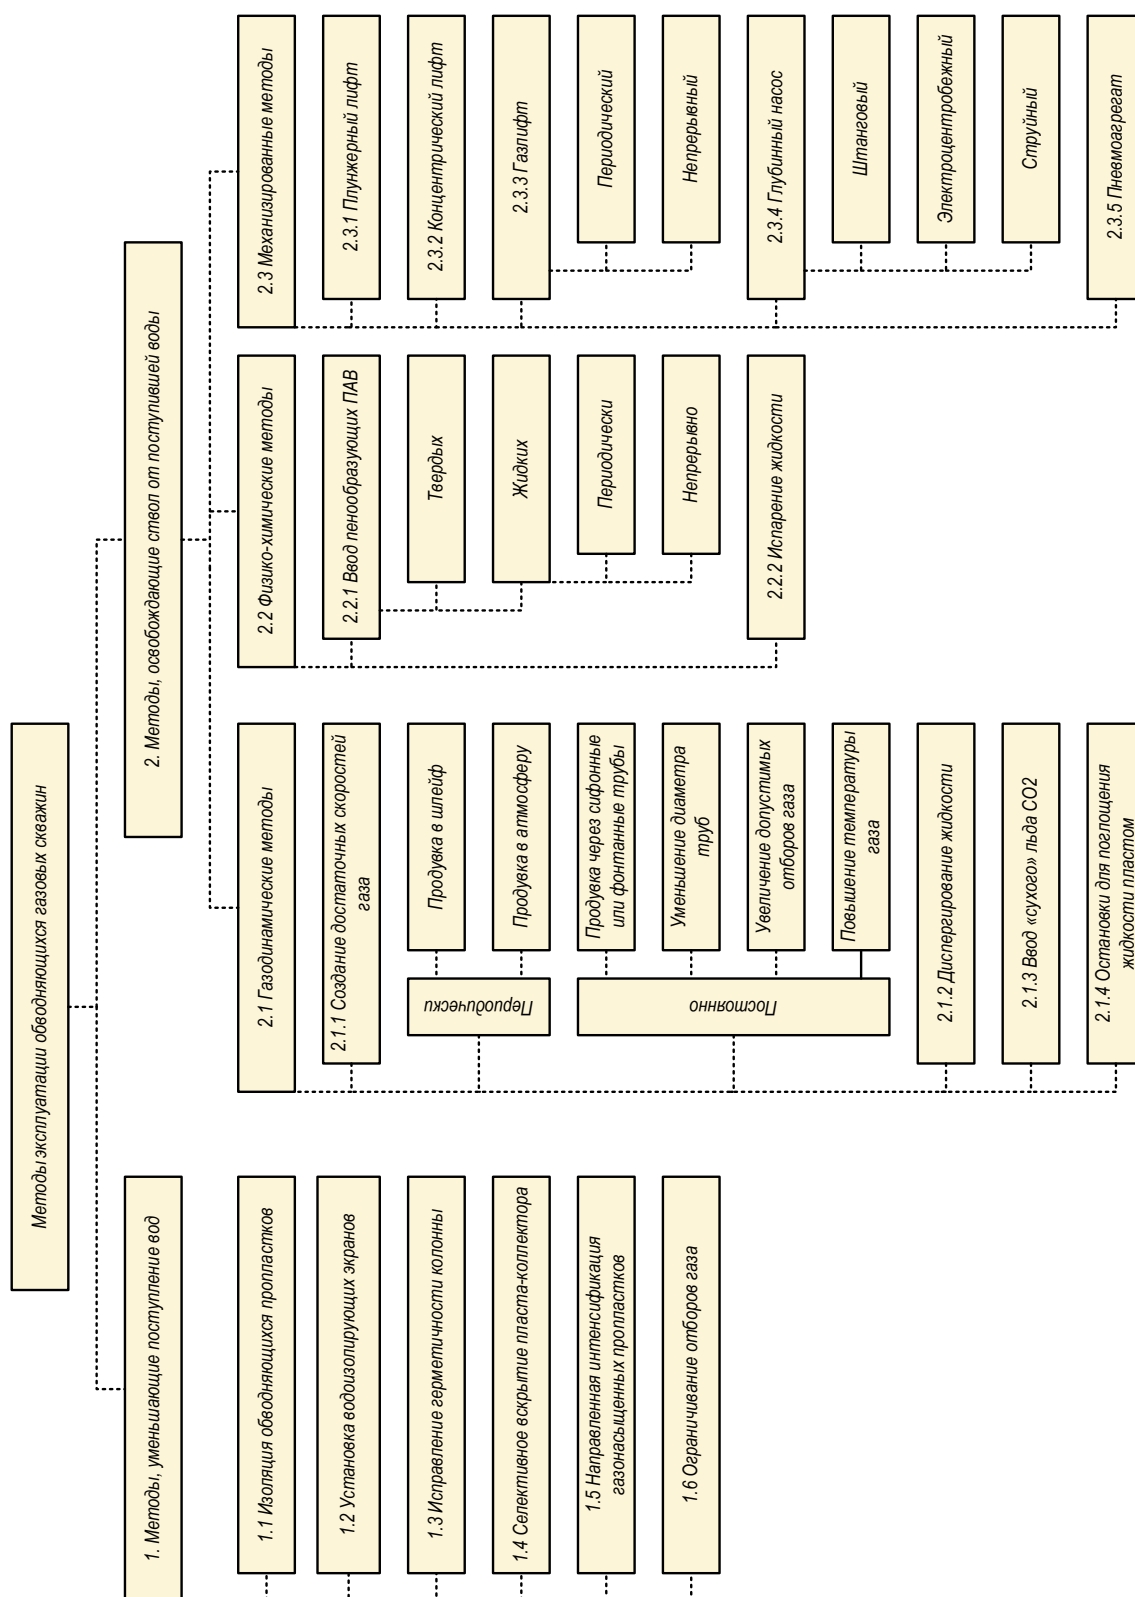 Методы эксплуатации обводняющихся газовых скважин
1. Методы, уменьшающие поступление вод
1.1 Изоляция обводняющихся пропластков
1.2 Установка водоизолирующих экранов
1.3 Исправление герметичности колонны
1.4 Селективное вскрытие пласта-коллектора
1.5 Направленная интенсификация
газонасыщенных пропластков
1.6 Ограничивание отборов газа
2. Методы, освобождающие ствол от поступившей воды
2.1 Газодинамические методы
2.1.1 Создание достаточных скоростей
газа
Периодически
Продувка в шлейф
Продувка в атмосферу
Постоянно
Продувка через сифонные
или фонтанные трубы
Уменьшение диаметра
труб
Увеличение допустимых
отборов газа
Повышение температуры
газа
2.1.2 Диспергирование жидкости
2.1.3 Ввод «сухого» льда СО2
2.1.4 Остановки для поглощения
жидкости пластом
2.2 Физико-химические методы
2.2.1 Ввод пенообразующих ПАВ
Твердых
Жидких
Периодически
Непрерывно
2.2.2 Испарение жидкости
2.3 Механизированные методы
2.3.1 Плунжерный лифт
2.3.2 Концентрический лифт
2.3.3 Газлифт
Периодический
Непрерывный
2.3.4 Глубинный насос
Штанговый
Электроцентробежный
Струйный
2.3.5 Пневмоагрегат